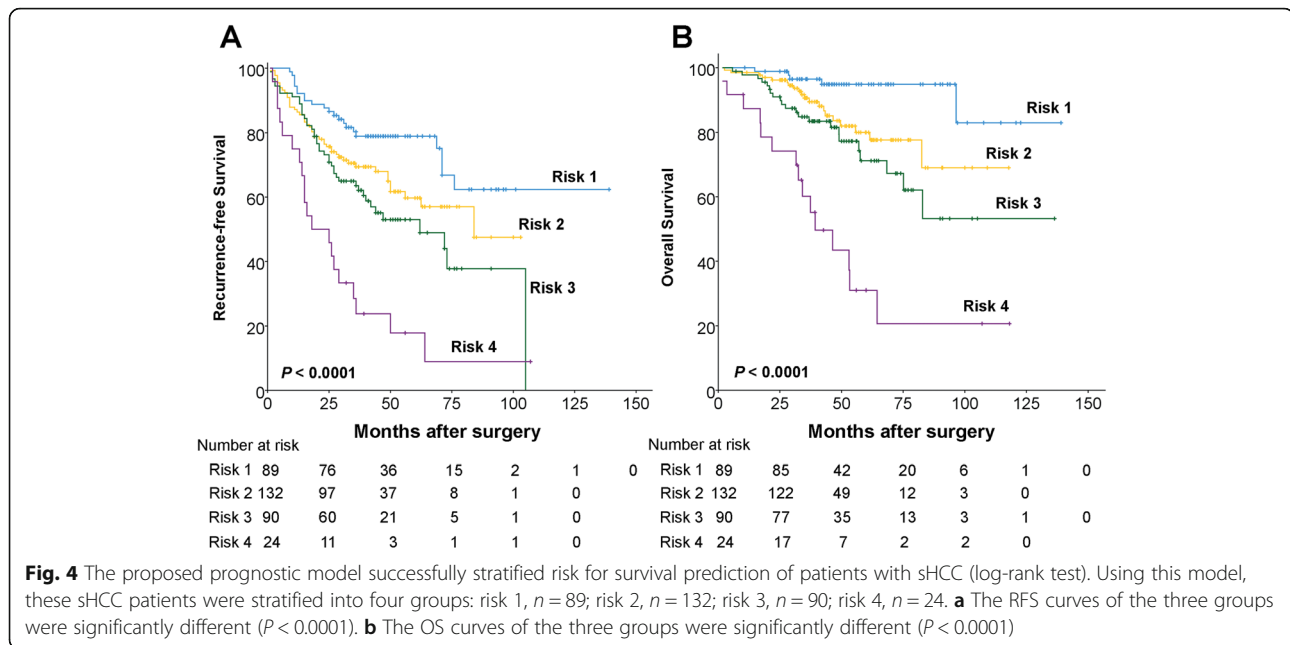 A
B
100
80
60
40
20
0
Recurrence-free Survival
Risk 1
Risk 2
Risk 3
Risk 4
P < 0.0001
0 25 50 75 100 125 150
Months after surgery
100
80
60
40
20
0
Overall Survival
Risk 1
Risk 2
Risk 3
Risk 4
P < 0.0001
0 25 50 75 100 125 150
Months after surgery
Number at risk
Risk 1 89 76 36 15 2 1 0
Risk 2 132 97 37 8 1 0
Risk 3 90 60 21 5 1 0
Risk 4 24 11 3 1 1 0
Number at risk
Risk 1 89 85 42 20 6 1 0
Risk 2 132 122 49 12 3 0
Risk 3 90 77 35 13 3 1 0
Risk 4 24 17 7 2 2 0
Fig. 4 The proposed prognostic model successfully stratified risk for survival prediction of patients with sHCC (log-rank test). Using this model,
these sHCC patients were stratified into four groups: risk 1, n = 89; risk 2, n = 132; risk 3, n = 90; risk 4, n = 24. a The RFS curves of the three groups
were significantly different (P < 0.0001). b The OS curves of the three groups were significantly different (P < 0.0001)